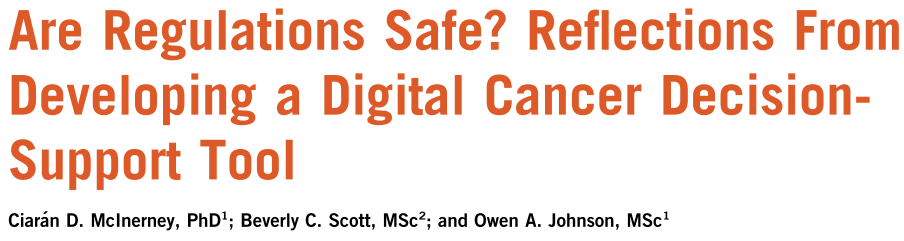 Are Regulations Safe? Reflections From
Developing a Digital Cancer Decision-
Support Tool
Ciarán D. McInerney, PhD¹; Beverly C. Scott, MSc²; and Owen A. Johnson, MSc¹